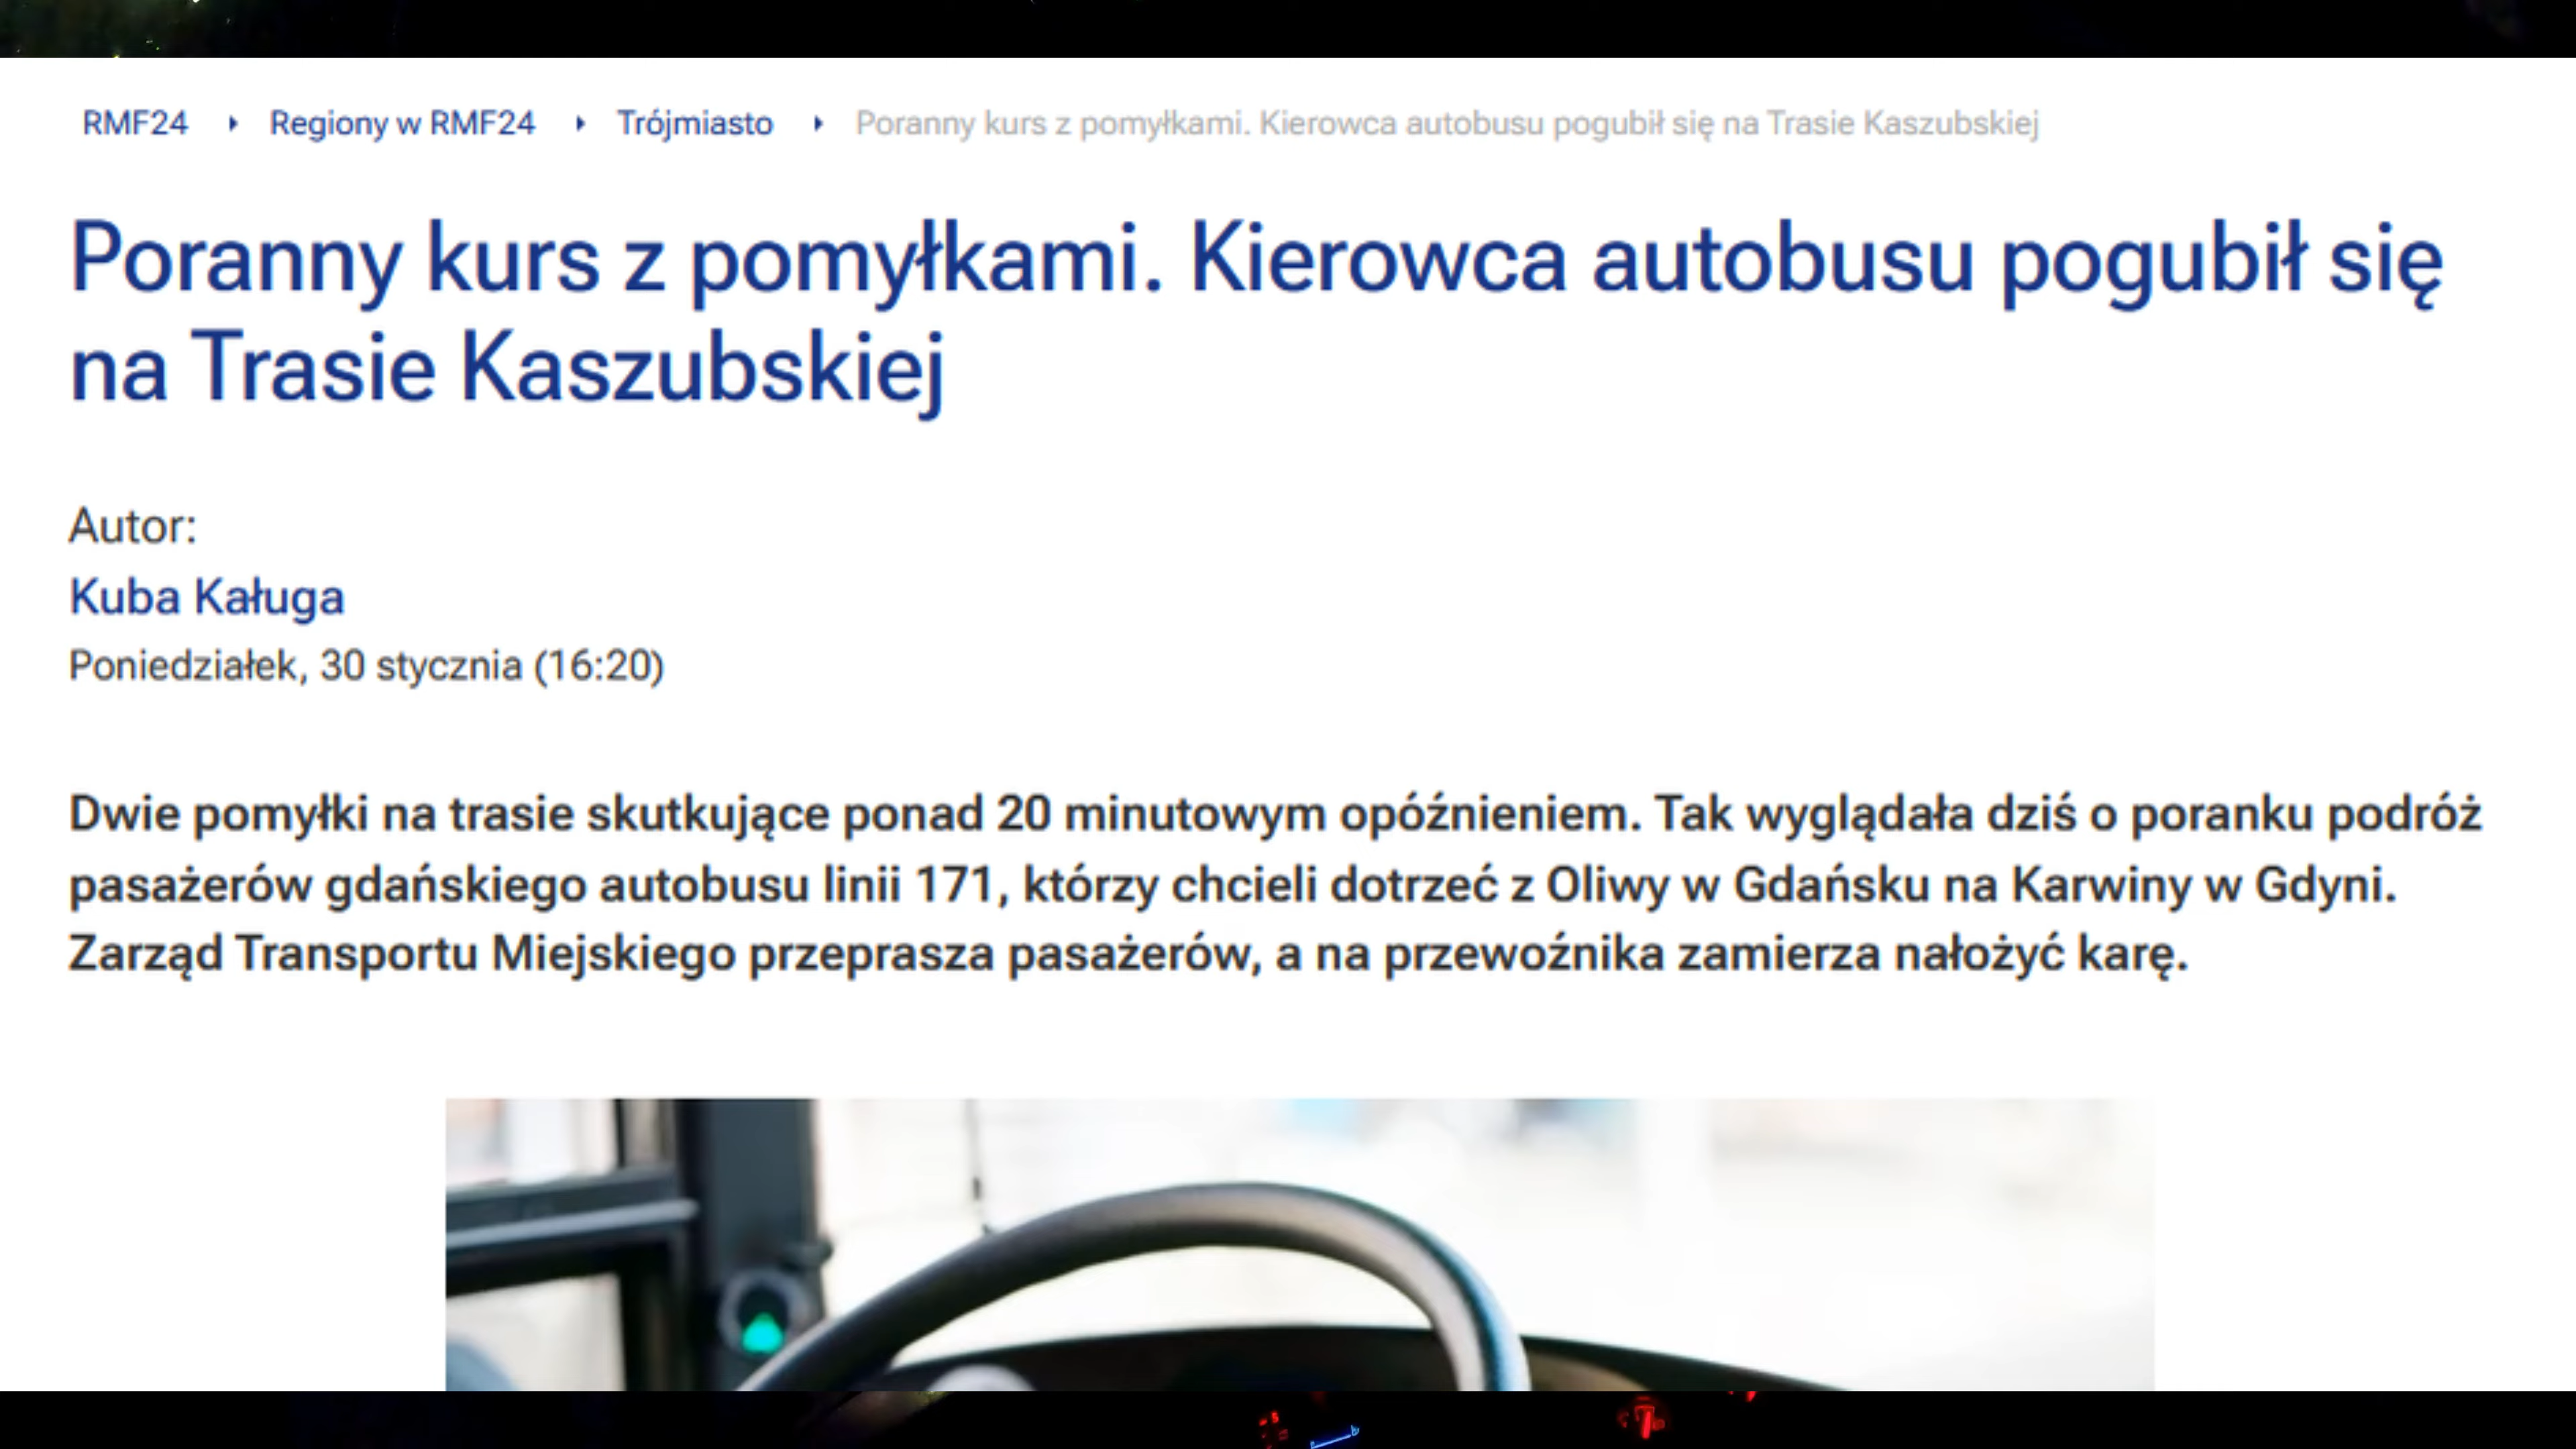 RMF24 Regiony w RMF24 Trójmiasto Poranny kurs z pomyłkami. Kierowca autobusu pogubił się na Trasie Kaszubskiej
Poranny kurs z pomyłkami. Kierowca autobusu pogubił się
na Trasie Kaszubskiej
Autor:
Kuba Kaługa
Poniedziałek, 30 stycznia (16:20)
Dwie pomyłki na trasie skutkujące ponad 20 minutowym opóźnieniem. Tak wyglądała dziś o poranku podróż
pasażerów gdańskiego autobusu linii 171, którzy chcieli dotrzeć z Oliwy w Gdańsku na Karwiny w Gdyni.
Zarząd Transportu Miejskiego przeprasza pasażerów, a na przewoźnika zamierza nałożyć karę.